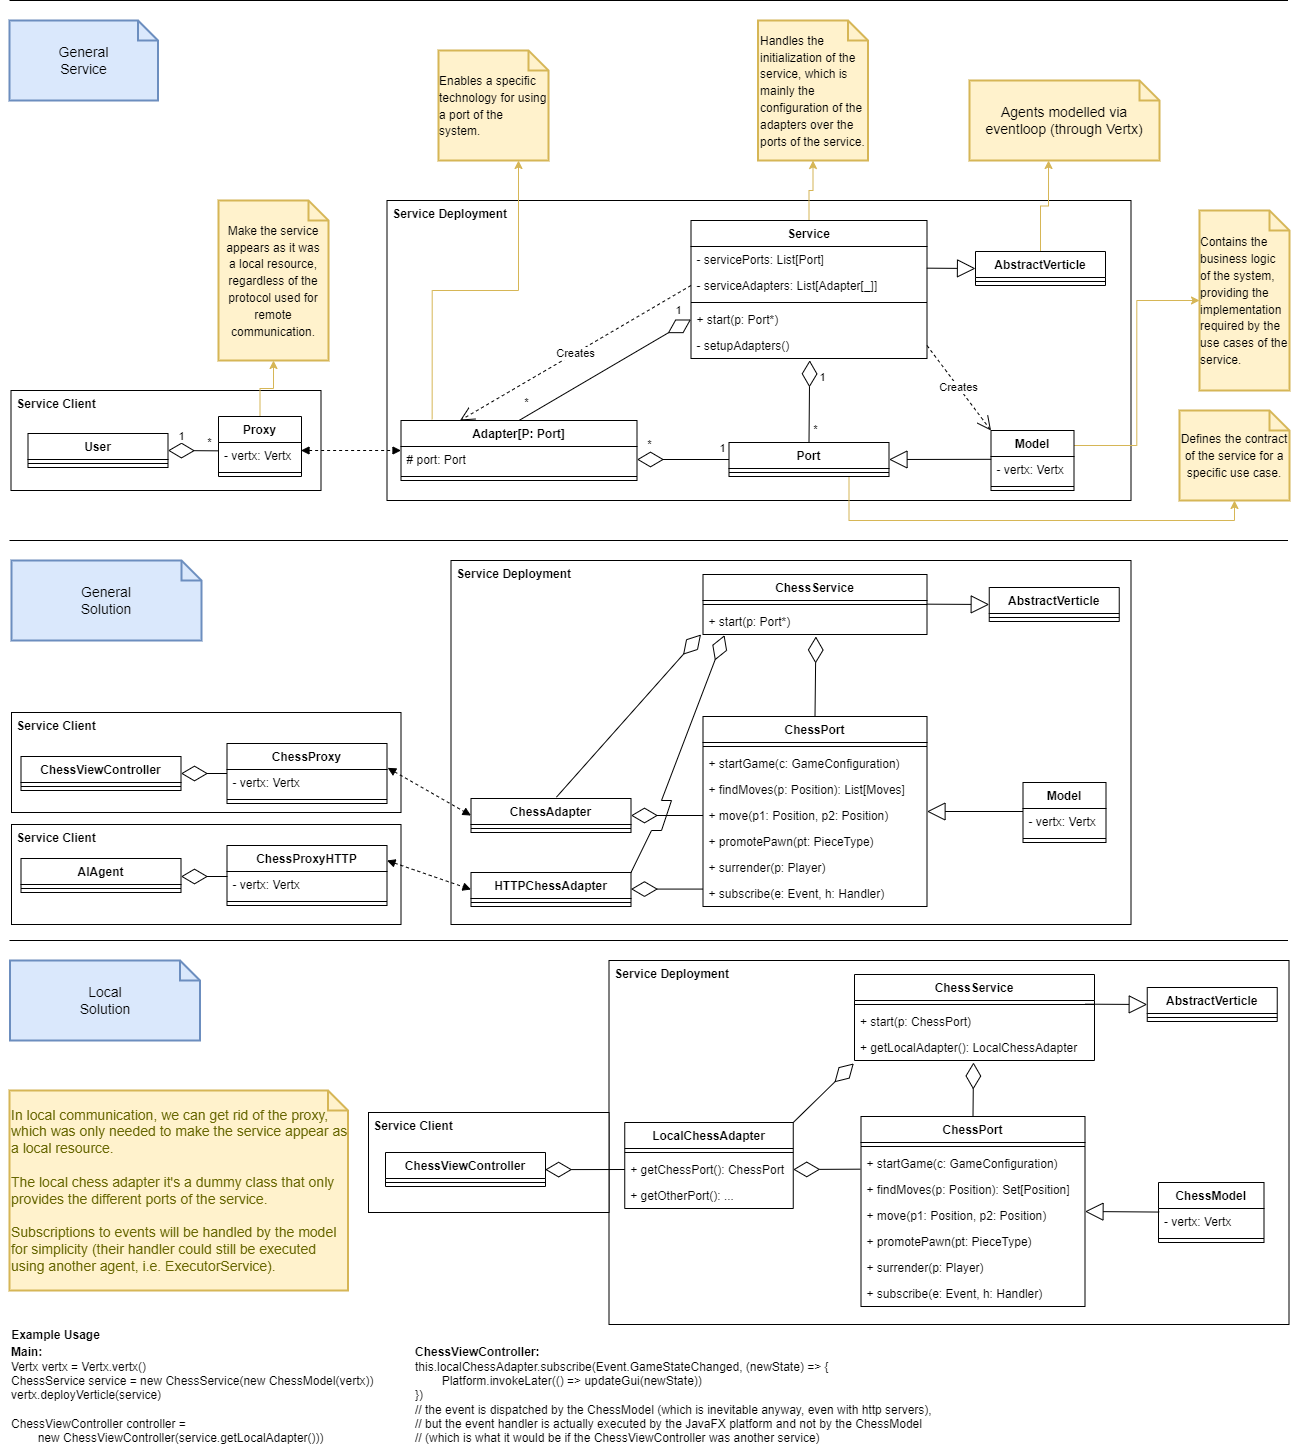 General
Service
Enables a specific
technology for using
a port of the
system.
Handles the
initialization of the
service, which is
mainly the
configuration of the
adapters over the
ports of the service.
Agents modelled via
eventloop (through Vertx)
Make the service
appears as it was
a local resource,
regardless of the
protocol used for
remote
communication.
Contains the
business logic
of the system,
providing the
implementation
required by the
use cases of the
service.
Defines the contract
of the service for a
specific use case.
Service Client
User
1
*
Proxy
- vertx: Vertx
Service Deployment
Service
- servicePorts: List[Port]
- serviceAdapters: List[Adapter[_]]
+ start(p: Port*)
- setupAdapters()
AbstractVerticle
Creates
1
*
1
*
Creates
Adapter[P: Port]
# port: Port
*
1
Port
Model
- vertx: Vertx
General
Solution
Service Deployment
ChessService
+ start(p: Port*)
AbstractVerticle
Service Client
ChessViewController
ChessProxy
- vertx: Vertx
Service Client
AIAgent
ChessProxyHTTP
- vertx: Vertx
ChessAdapter
HTTPChessAdapter
ChessPort
+ startGame(c: GameConfiguration)
+ findMoves(p: Position): List[Moves]
+ move(p1: Position, p2: Position)
+ promotePawn(pt: PieceType)
+ surrender(p: Player)
+ subscribe(e: Event, h: Handler)
Model
- vertx: Vertx
Local
Solution
In local communication, we can get rid of the proxy,
which was only needed to make the service appear as
a local resource.
The local chess adapter it's a dummy class that only
provides the different ports of the service.
Subscriptions to events will be handled by the model
for simplicity (their handler could still be executed
using another agent, i.e. ExecutorService).
Service Deployment
ChessService
+ start(p: ChessPort)
+ getLocalAdapter(): LocalChessAdapter
AbstractVerticle
Service Client
ChessViewController
LocalChessAdapter
+ getChessPort(): ChessPort
+ getOtherPort(): ...
ChessPort
+ startGame(c: GameConfiguration)
+ findMoves(p: Position): Set[Position]
+ move(p1: Position, p2: Position)
+ promotePawn(pt: PieceType)
+ surrender(p: Player)
+ subscribe(e: Event, h: Handler)
ChessModel
- vertx: Vertx
Example Usage
Main:
Vertx vertx = Vertx.vertx()
ChessService service = new ChessService(new ChessModel(vertx))
vertx.deployVerticle(service)
ChessViewController controller =
new ChessViewController(service.getLocalAdapter()))
ChessViewController:
this.localChessAdapter.subscribe(Event.GameStateChanged, (newState) => {
Platform.invokeLater(() => updateGui(newState))
})
// the event is dispatched by the ChessModel (which is inevitable anyway, even with http servers),
// but the event handler is actually executed by the JavaFX platform and not by the ChessModel
// (which is what it would be if the ChessViewController was another service)